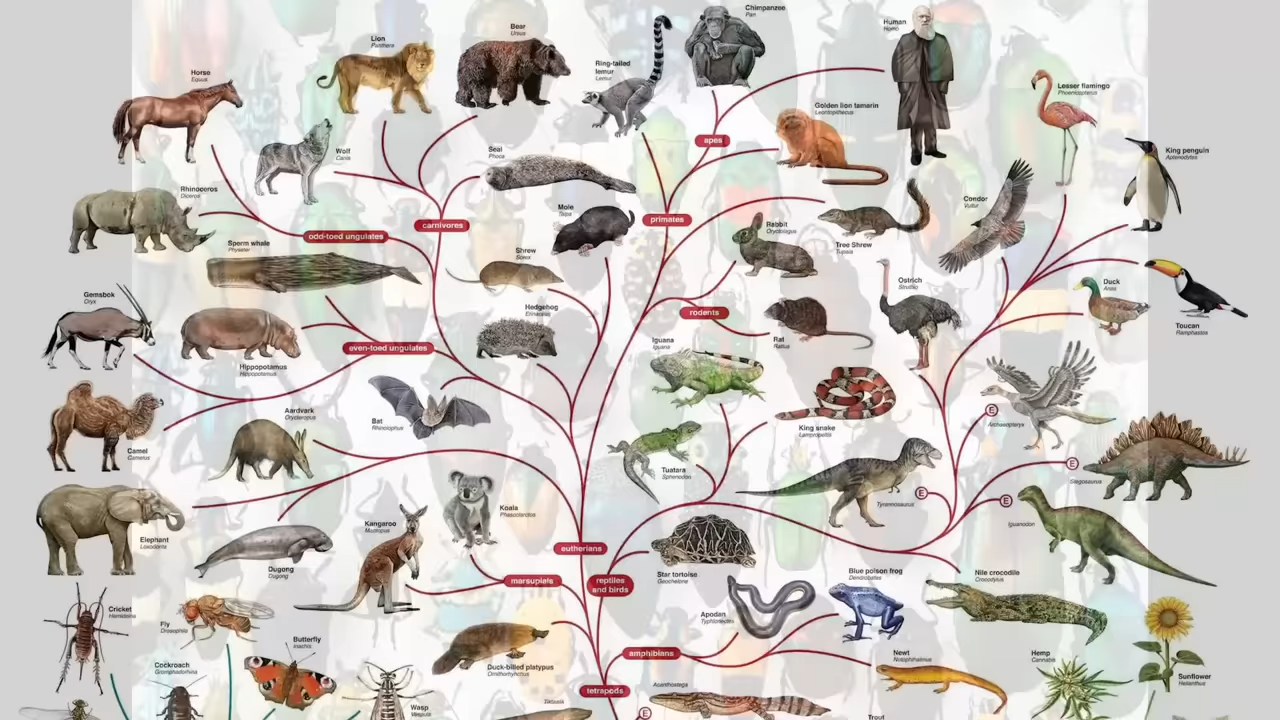 Chimpanzee
Pan
Human
Homo
Bear
Ursus
Lion
Panthera
Ring-tailed
lemur
Lemur
Horse
Equus
Lesser flamingo
Phoeniconaias
Golden lion tamarin
Leontopithecus
apes
Wolf
Canis
Seal
Phoca
King penguin
Aptenodytes
Rhinoceros
Diceros
Mole
Talpa
primates
Condor
Vultur
carnivores
Rabbit
Oryctolagus
odd-toed ungulates
Sperm whale
Physeter
Shrew
Sorex
Tree Shrew
Tupaia
Ostrich
Struthio
Duck
Anas
Gemsbok
Oryx
Hedgehog
Erinaceus
rodents
Toucan
Ramphastos
Rat
Rattus
Iguana
Iguana
even-toed ungulates
Hippopotamus
Hippopotamus
Aardvark
Orycteropus
Bat
Rhinolophus
King snake
Lampropeltis
E
Archaeopteryx
Camel
Camelus
Tuatara
Sphenodon
E
Stegosaurus
E
Tyrannosaurus
E
Iguanodon
Koala
Phascolarctos
Kangaroo
Macropus
Elephant
Loxodonta
eutherians
Dugong
Dugong
marsupials
reptiles
and birds
Star tortoise
Geochelone
Blue poison frog
Dendrobates
Nile crocodile
Crocodylus
Cricket
Hemideina
Fly
Drosophila
Apodan
Typhlonectes
Butterfly
Inachis
amphibians
Newt
Notophthalmus
Hemp
Cannabis
Cockroach
Gromphadorhina
Duck-billed platypus
Ornithorhynchus
Sunflower
Helianthus
tetrapods
Acanthostega
Tiktaalik
Wasp
Vespula
E
Trout